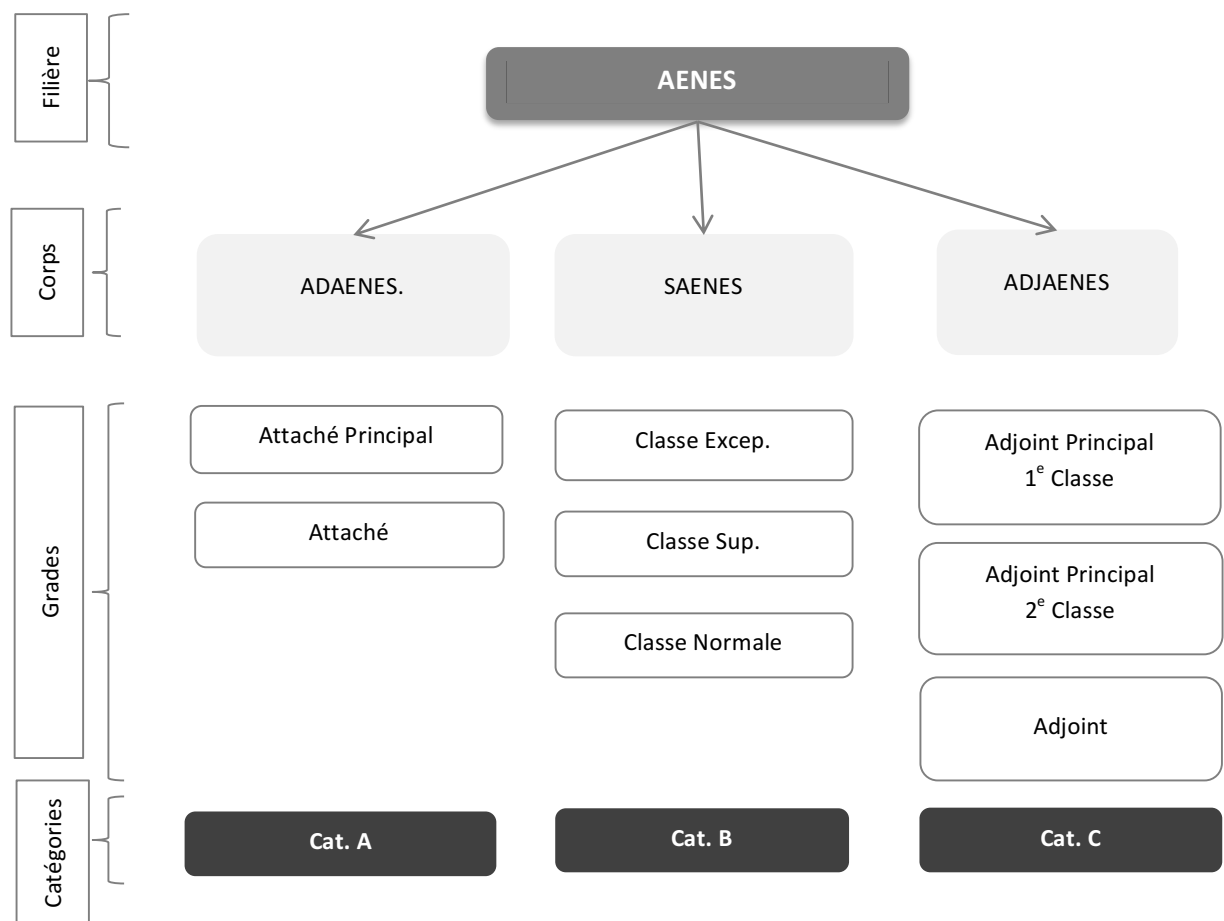 Filière
AENES
Corps
ADAENES.
SAENES
ADJAENES
Grades
Attaché Principal
Attaché
Classe Excep.
Classe Sup.
Classe Normale
Adjoint Principal
1e Classe
Adjoint Principal
2e Classe
Adjoint
Catégories
Cat. A
Cat. B
Cat. C